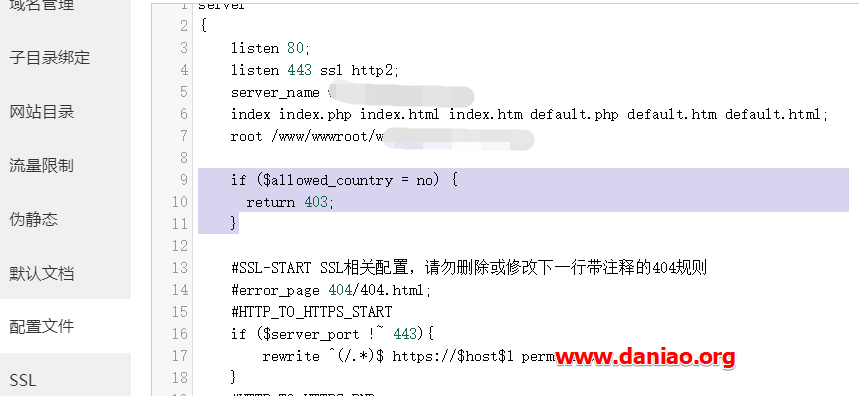 域名管理
子目录绑定
网站目录
流量限制
伪静态
默认文档
配置文件
SSL
1 server
2 {
3 listen 80;
4 listen 443 ssl http2;
5 server_name
6 index index.php index.html index.htm default.php default.htm default.html;
7 root /www/wwwroot/w
8
9 if ($allowed_country = no) {
10 return 403;
11 }
12
13 #SSL-START SSL相关配置，请勿删除或修改下一行带注释的404规则
14 #error_page 404/404.html;
15 #HTTP_TO_HTTPS_START
16 if ($server_port !~ 443){
17 rewrite ^(/.*)$ https://$host$1 perm
www.daniao.org
18 }
#HTTP_TO_HTTPS_END